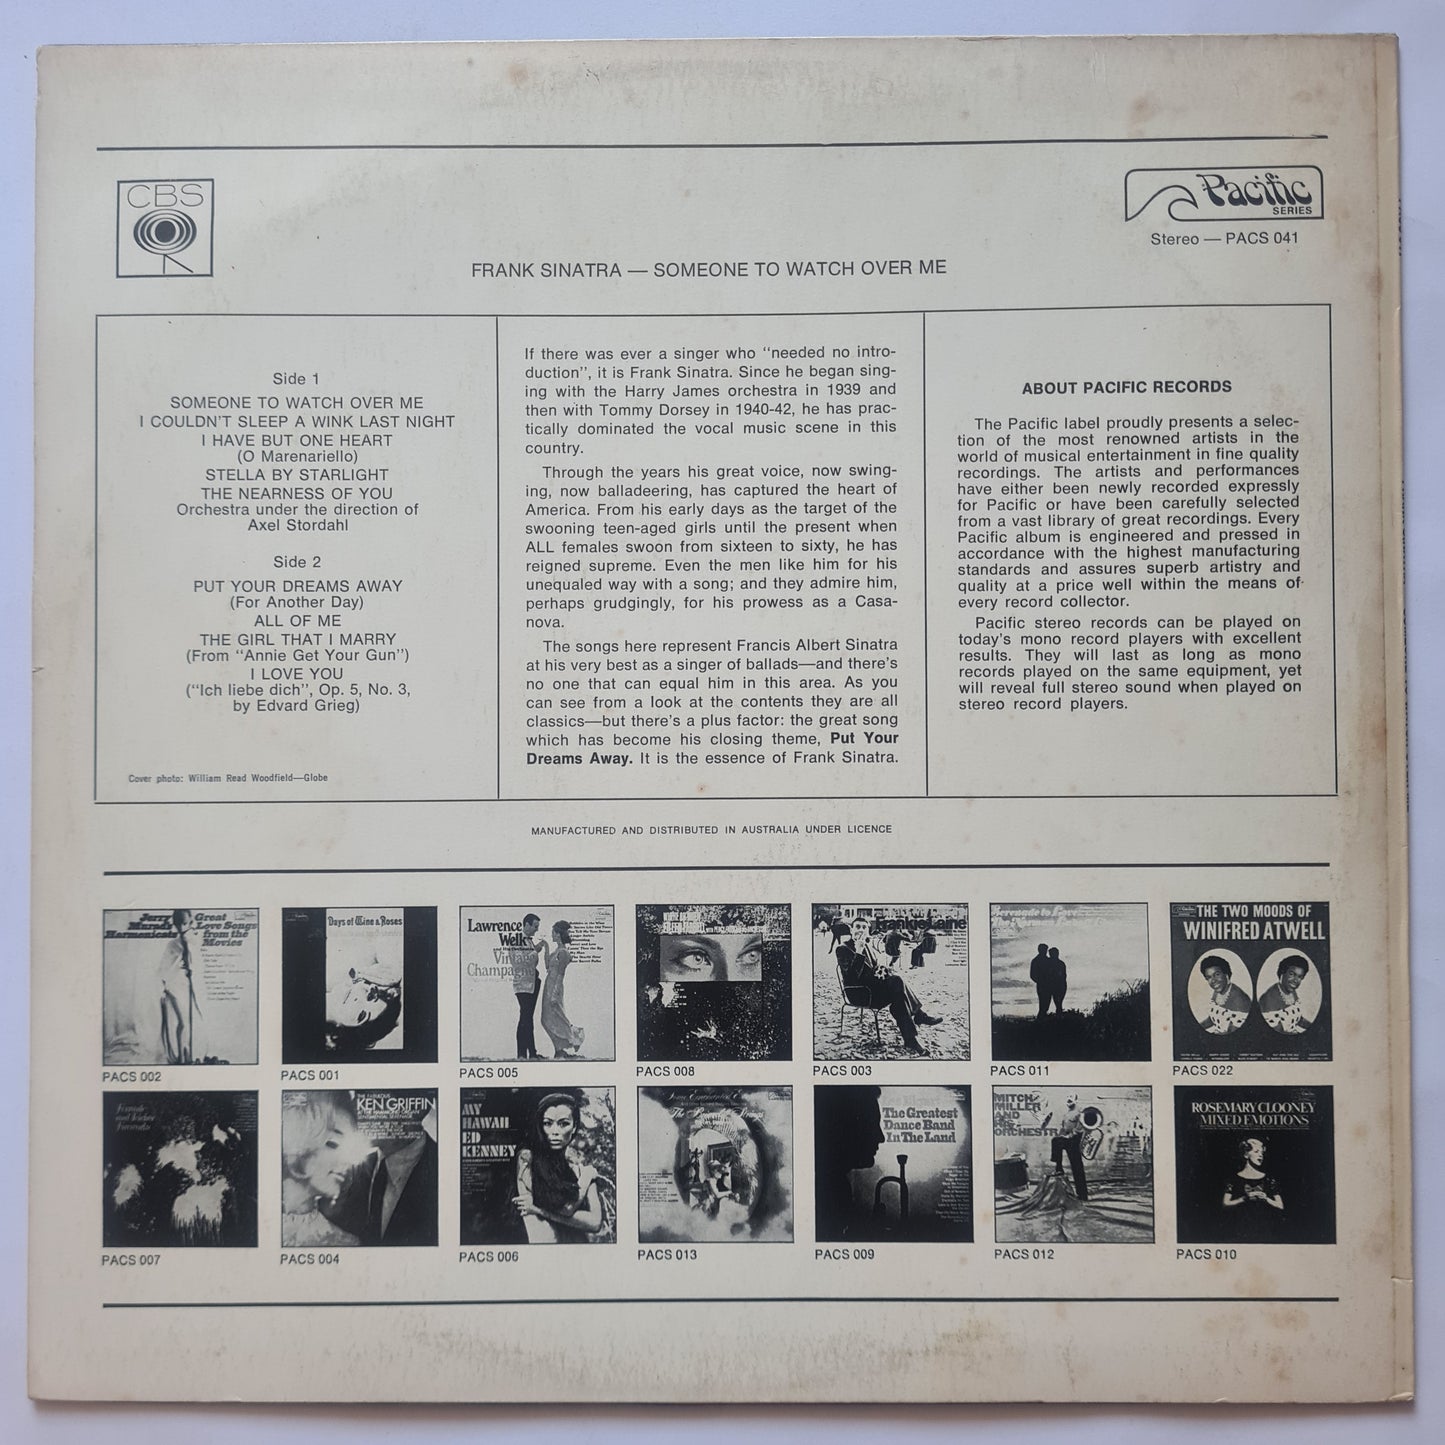 CBS
Pacific
SERIES
Stereo — PACS 041
FRANK SINATRA — SOMEONE TO WATCH OVER ME
Side 1
SOMEONE TO WATCH OVER ME
I COULDN'T SLEEP A WINK LAST NIGHT
I HAVE BUT ONE HEART
(O Marenariello)
STELLA BY STARLIGHT
THE NEARNESS OF YOU
Orchestra under the direction of
Axel Stordahl
Side 2
PUT YOUR DREAMS AWAY
(For Another Day)
ALL OF ME
THE GIRL THAT I MARRY
(From "Annie Get Your Gun")
I LOVE YOU
("Ich liebe dich", Op. 5, No. 3,
by Edvard Grieg)
Cover photo: William Read Woodfield—Globe
If there was ever a singer who "needed no intro-
duction", it is Frank Sinatra. Since he began sing-
ing with the Harry James orchestra in 1939 and
then with Tommy Dorsey in 1940-42, he has prac-
tically dominated the vocal music scene in this
country.
Through the years his great voice, now swing-
ing, now balladeering, has captured the heart of
America. From his early days as the target of the
swooning teen-aged girls until the present when
ALL females swoon from sixteen to sixty, he has
reigned supreme. Even the men like him for his
unequaled way with a song; and they admire him,
perhaps grudgingly, for his prowess as a Casa-
nova.
The songs here represent Francis Albert Sinatra
at his very best as a singer of ballads—and there's
no one that can equal him in this area. As you
can see from a look at the contents they are all
classics—but there's a plus factor: the great song
which has become his closing theme, Put Your
Dreams Away. It is the essence of Frank Sinatra.
ABOUT PACIFIC RECORDS
The Pacific label proudly presents a selec-
tion of the most renowned artists in the
world of musical entertainment in fine quality
recordings. The artists and performances
have either been newly recorded expressly
for Pacific or have been carefully selected
from a vast library of great recordings. Every
Pacific album is engineered and pressed in
accordance with the highest manufacturing
standards and assures superb artistry and
quality at a price well within the means of
every record collector.
Pacific stereo records can be played on
today's mono record players with excellent
results. They will last as long as mono
records played on the same equipment, yet
will reveal full stereo sound when played on
stereo record players.
MANUFACTURED AND DISTRIBUTED IN AUSTRALIA UNDER LICENCE
Jerry
Murad's
Harmonicats
Great
Love Songs
from the
Movies
Days of Wine & Roses
Lawrence
Welk
Vintage
Champagne
Frankie Laine
Serenade to Love
THE TWO MOODS OF
WINIFRED ATWELL
PACS 002
PACS 001
PACS 005
PACS 008
PACS 003
PACS 011
PACS 022
THE FABULOUS
KEN GRIFFIN
AT THE HAMMOND ORGAN
SENTIMENTAL SERENADE
MY
HAWAII
ED
KENNEY
The Greatest
Dance Band
In The Land
MITCH
MILLER
AND
HIS
ORCHESTRA
ROSEMARY CLOONEY
MIXED EMOTIONS
PACS 007
PACS 004
PACS 006
PACS 013
PACS 009
PACS 012
PACS 010